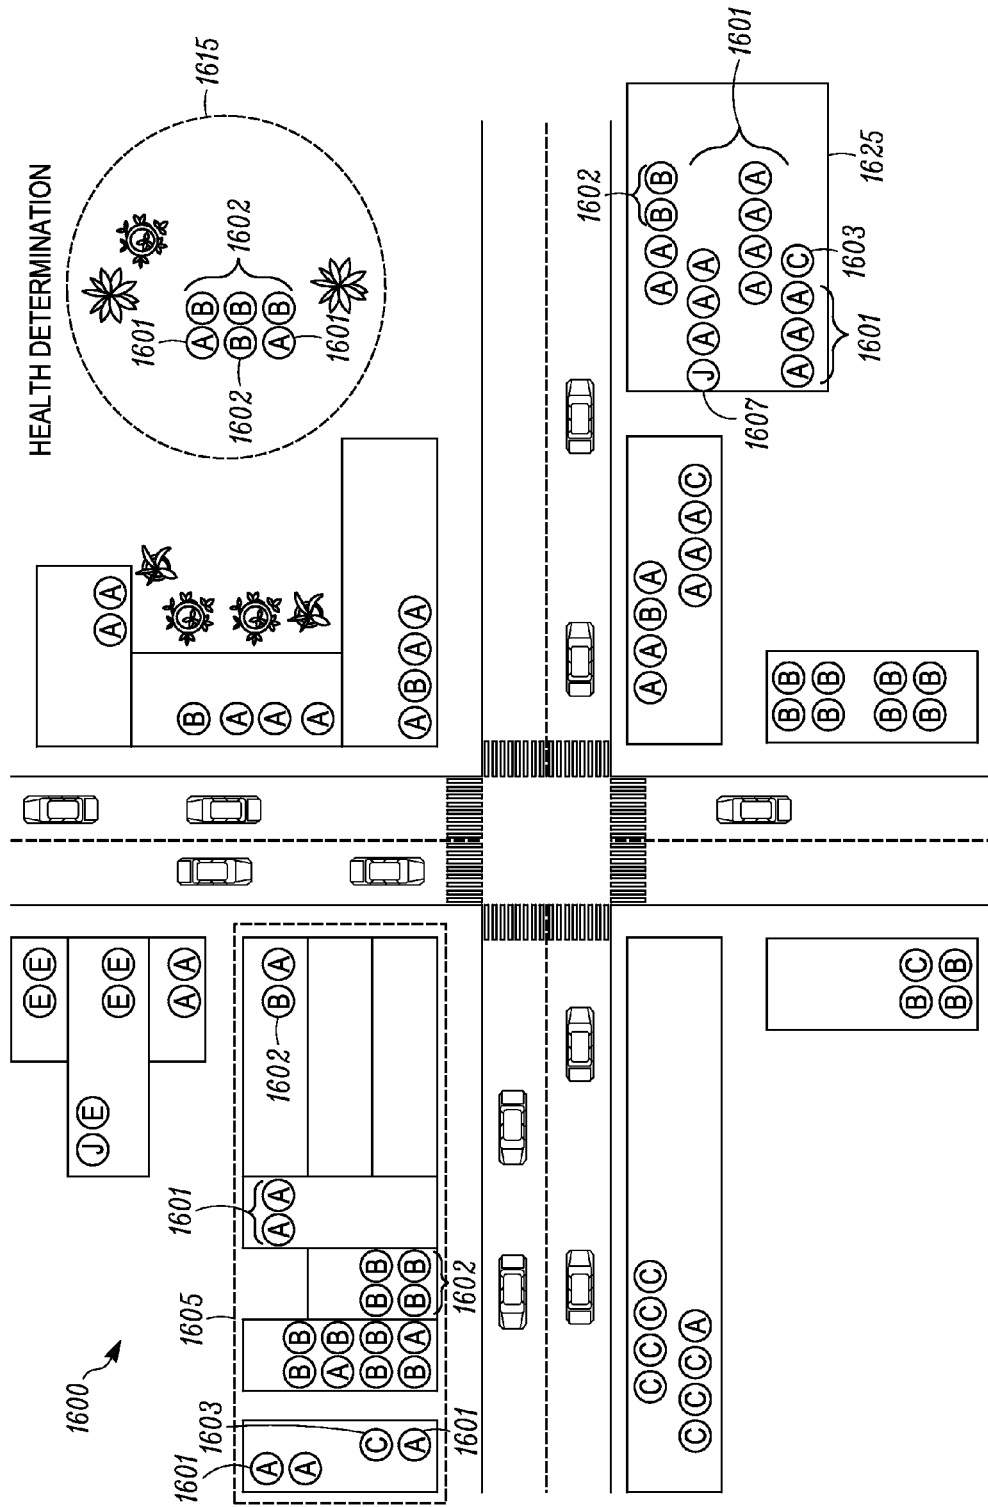 HEALTH DETERMINATION
E E
1600
J E
A A
E E
1601
A A
1601
1601
1605
B
A B
1615
1602
1602
A
B B
A
1602
A A
B A
A
A B
1603
B B
A
A
A B
1601
C
B B
B B
A
B A
B B
A B A A
1601
1602
1602
C C C C
A A B A
A A B B
C C C A
A A A C
J A A A
1601
1607
A A A A
B B
A A A C
B B
1603
1601
1625
B B
B C
B B
B B